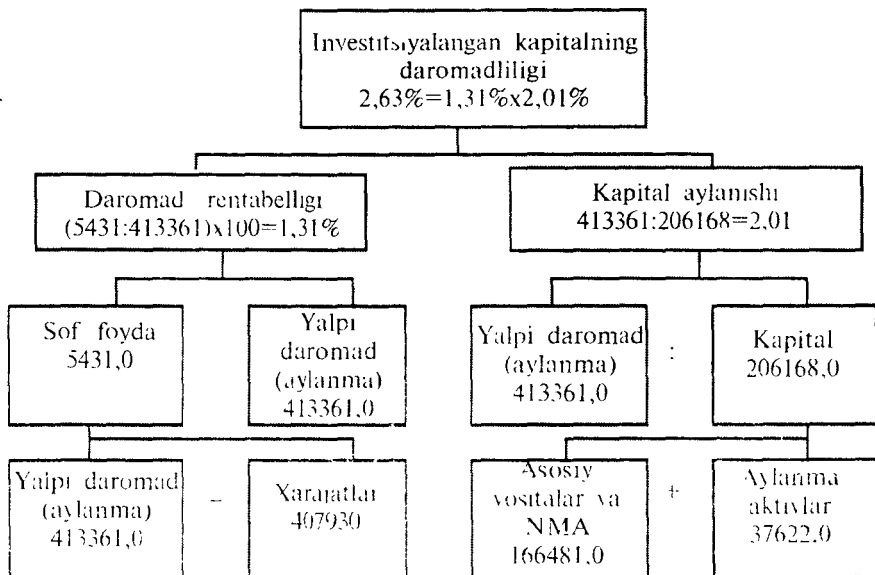 Investitsiyalangan kapitalning
daromadliligi
2,63%=1,31%x2,01%
Daromad rentabelligi
(5431:413361)x100=1,31%
Kapital aylanishi
413361:206168=2,01
Sof foyda
5431,0
Yalpi
daromad
(aylanma)
413361,0
Yalpi daromad
(aylanma)
413361,0
:
Kapital
206168,0
Yalpi daromad
(aylanma)
413361,0
–
Xarajatlar
407930
Asosiy
vositalar va
NMA
166481,0
+
Aylanma
aktivlar
37622,0